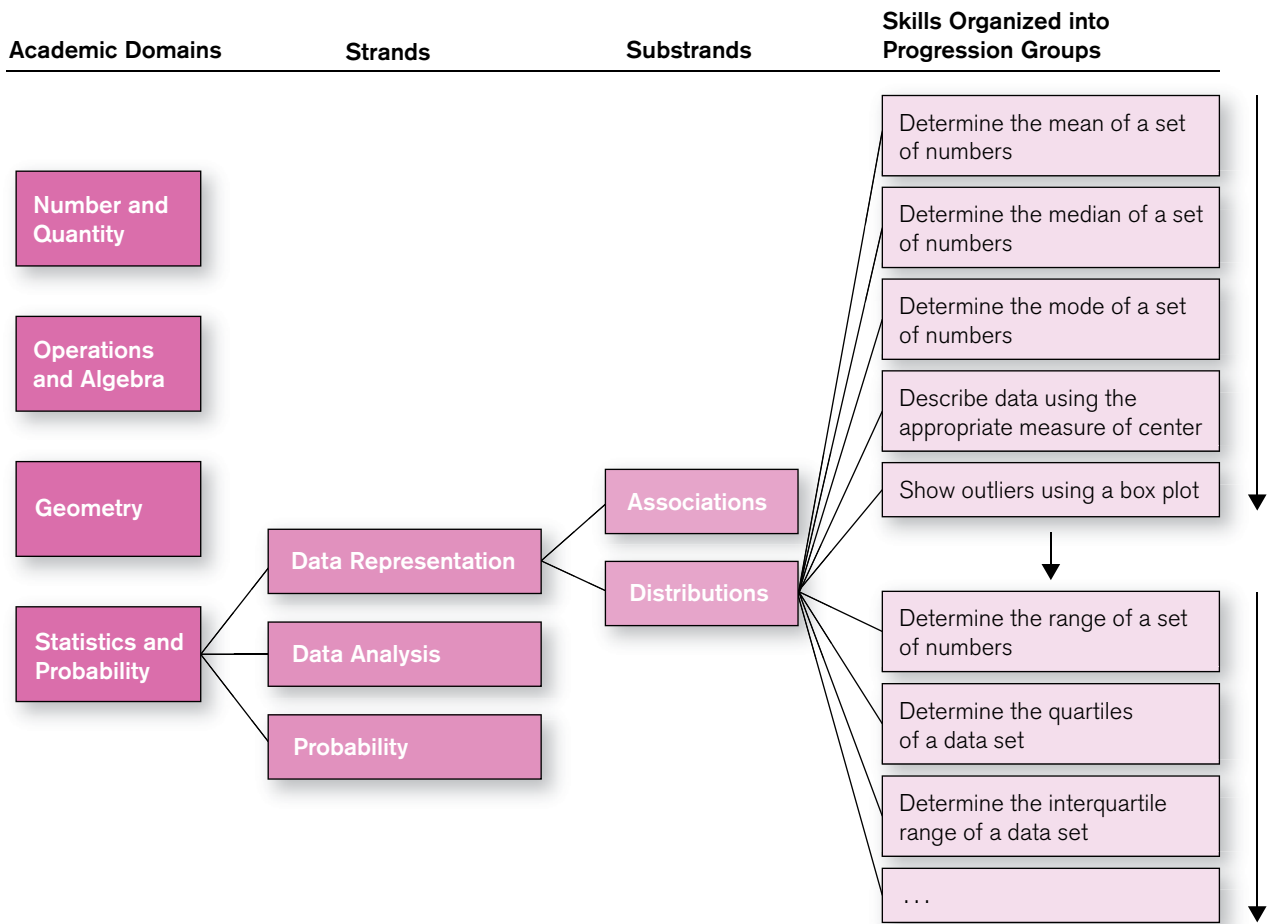 Academic Domains
Strands
Substrands
Skills Organized into
Progression Groups
Number and
Quantity
Operations
and Algebra
Geometry
Statistics and
Probability
Data Representation
Data Analysis
Probability
Associations
Distributions
Determine the mean of a set
of numbers
Determine the median of a set
of numbers
Determine the mode of a set
of numbers
Describe data using the
appropriate measure of center
Show outliers using a box plot
Determine the range of a set
of numbers
Determine the quartiles
of a data set
Determine the interquartile
range of a data set
. . .